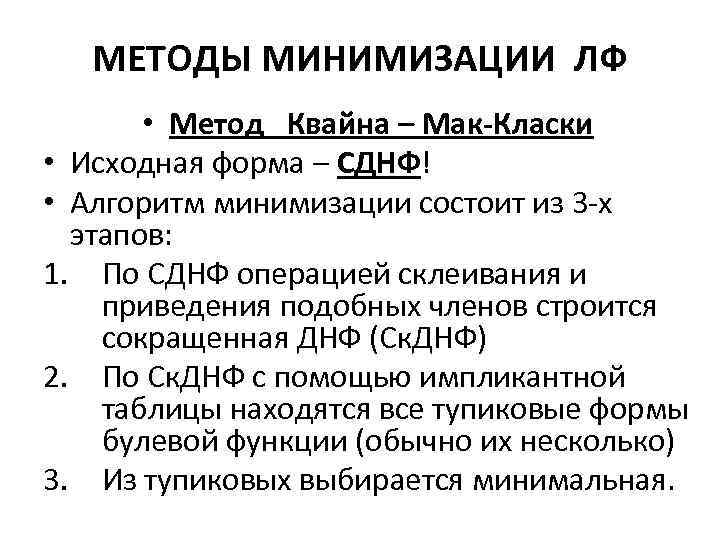 МЕТОДЫ МИНИМИЗАЦИИ ЛФ
• Метод Квайна – Мак-Класки
• Исходная форма – СДНФ!
• Алгоритм минимизации состоит из 3-х
этапов:
1. По СДНФ операцией склеивания и
приведения подобных членов строится
сокращенная ДНФ (Ск.ДНФ)
2. По Ск.ДНФ с помощью импликантной
таблицы находятся все тупиковые формы
булевой функции (обычно их несколько)
3. Из тупиковых выбирается минимальная.